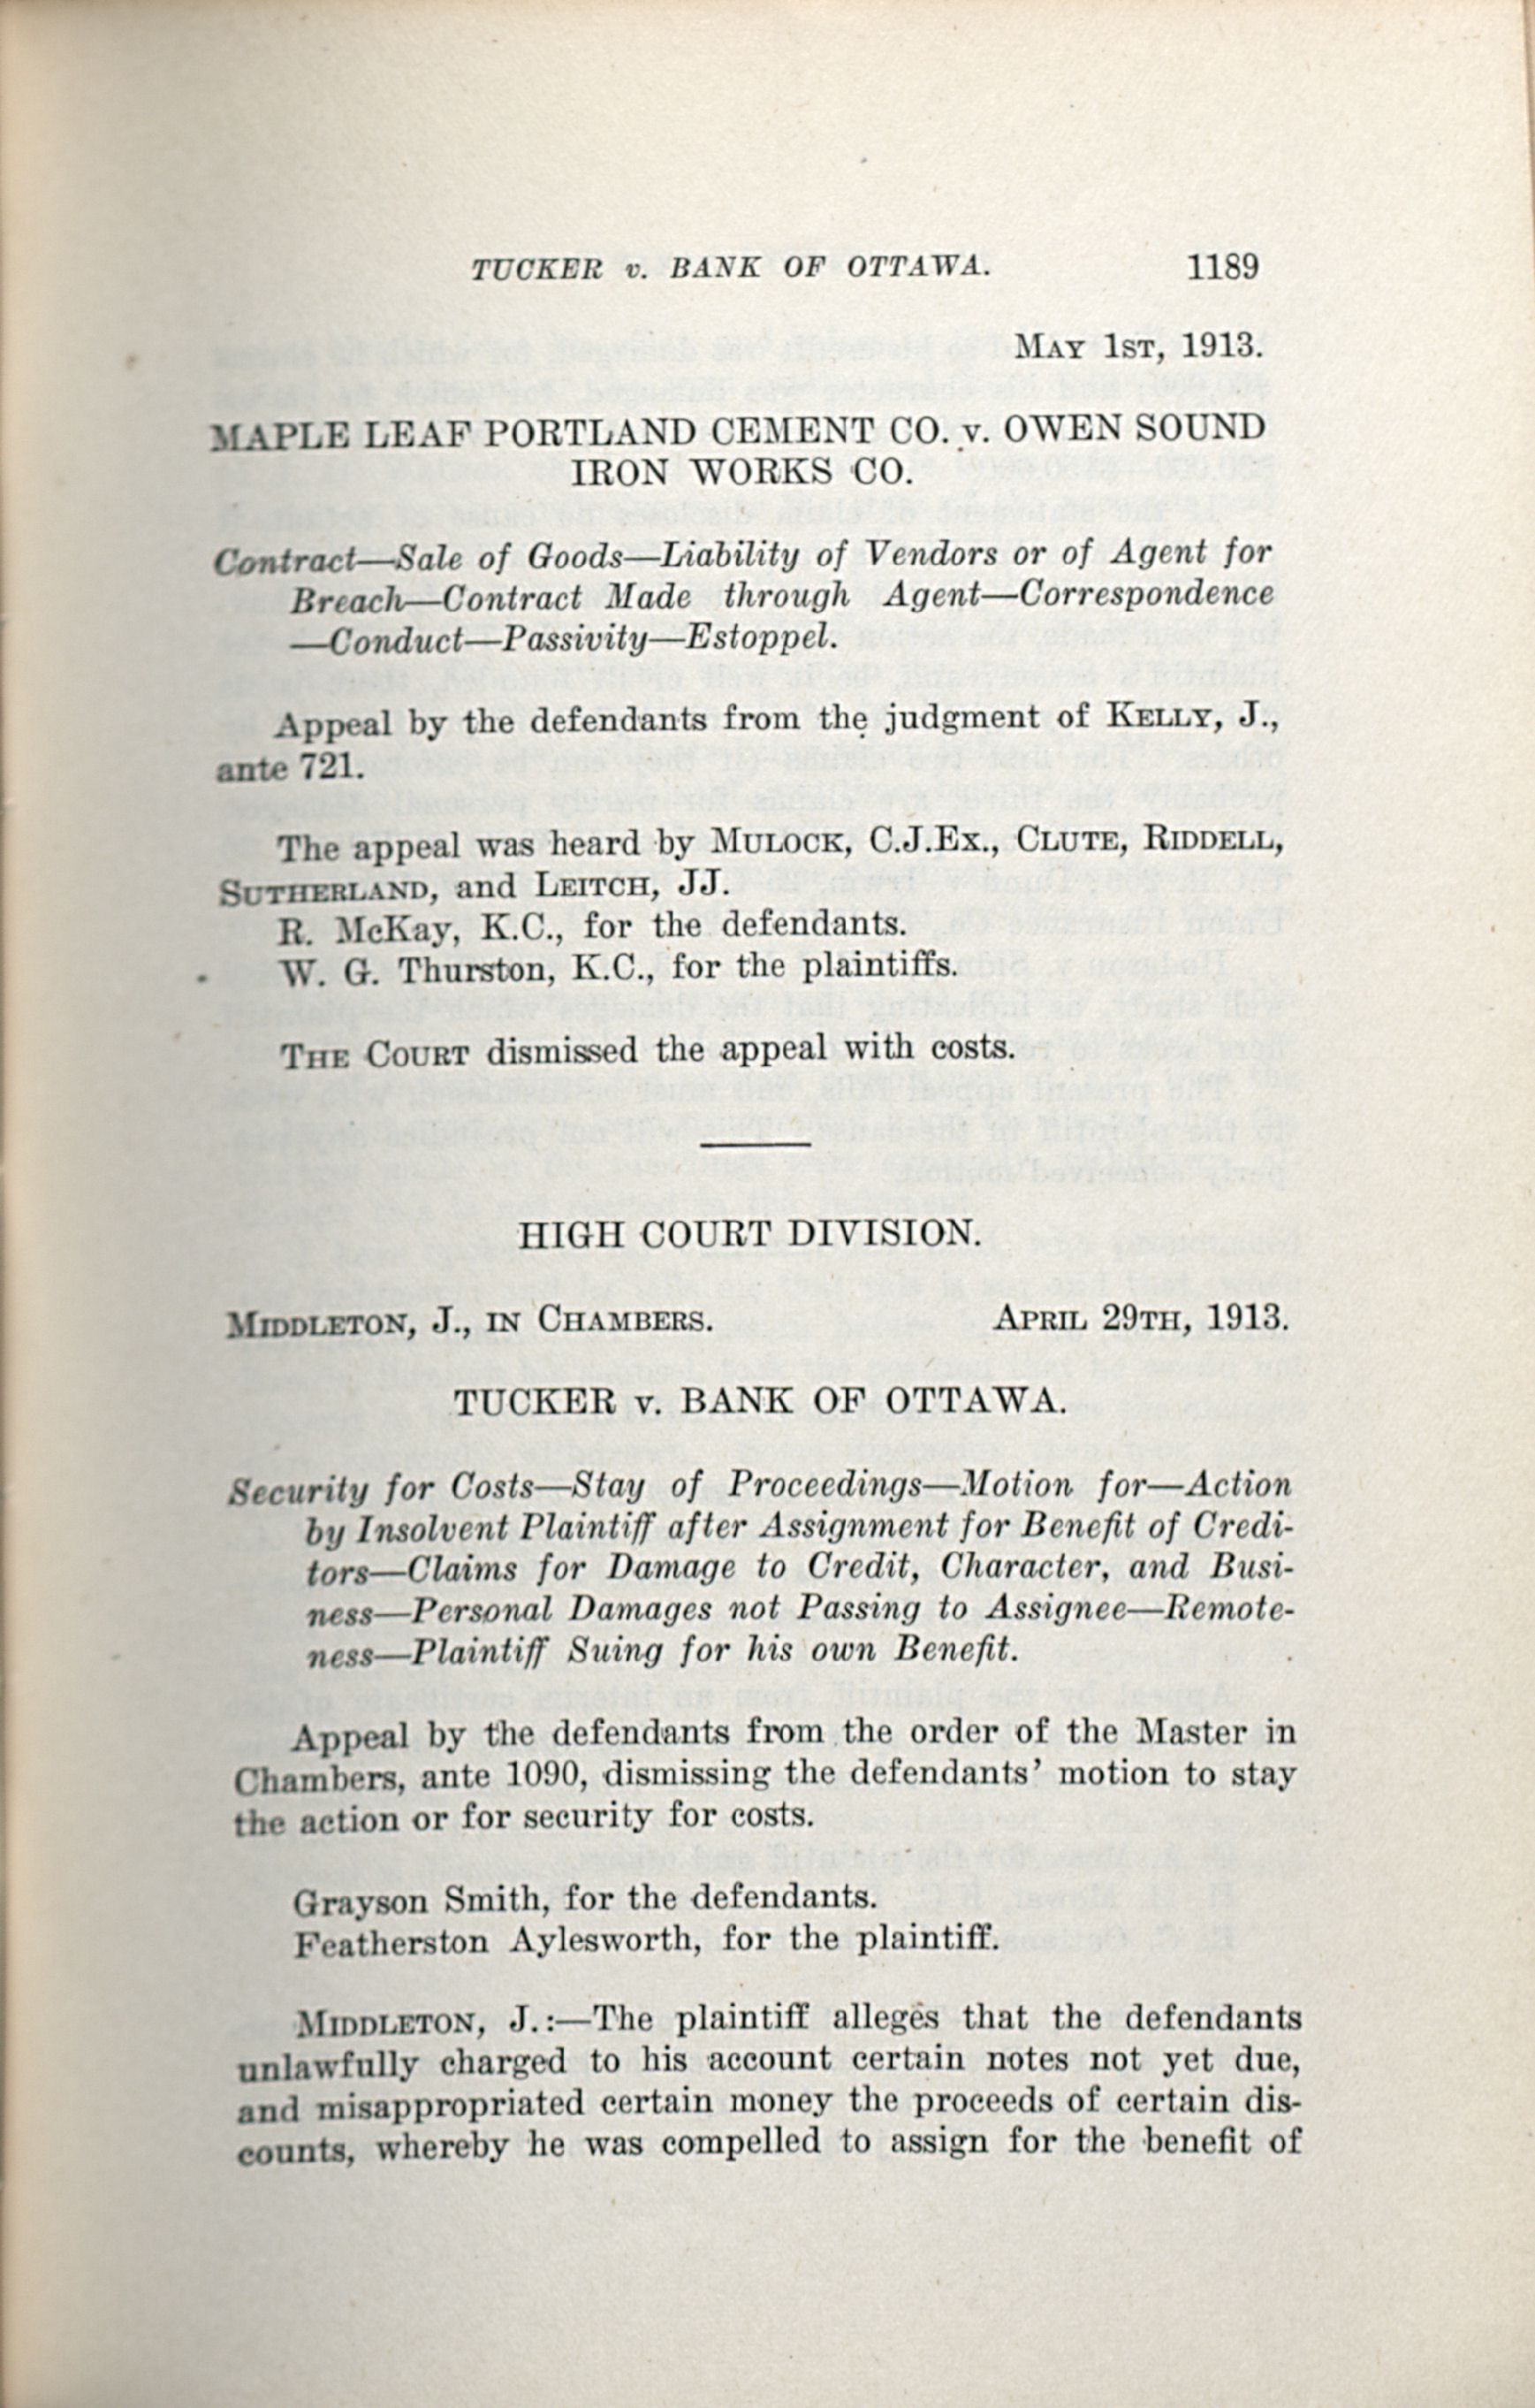 TUCKER v. BANK OF OTTAWA. 1189
MAY 1ST, 1913.
MAPLE LEAF PORTLAND CEMENT CO. v. OWEN SOUND
IRON WORKS CO.
Contract—Sale of Goods—Liability of Vendors or of Agent for
Breach—Contract Made through Agent—Correspondence
—Conduct—Passivity—Estoppel.
Appeal by the defendants from the judgment of KELLY, J.,
ante 721.
The appeal was heard by MULOCK, C.J.Ex., CLUTE, RIDDELL,
SUTHERLAND, and LEITCH, JJ.
R. McKay, K.C., for the defendants.
W. G. Thurston, K.C., for the plaintiffs.
THE COURT dismissed the appeal with costs.
HIGH COURT DIVISION.
MIDDLETON, J., IN CHAMBERS. APRIL 29TH, 1913.
TUCKER v. BANK OF OTTAWA.
Security for Costs—Stay of Proceedings—Motion for—Action
by Insolvent Plaintiff after Assignment for Benefit of Credi-
tors—Claims for Damage to Credit, Character, and Busi-
ness—Personal Damages not Passing to Assignee—Remote-
ness—Plaintiff Suing for his own Benefit.
Appeal by the defendants from the order of the Master in
Chambers, ante 1090, dismissing the defendants' motion to stay
the action or for security for costs.
Grayson Smith, for the defendants.
Featherston Aylesworth, for the plaintiff.
MIDDLETON, J.:—The plaintiff alleges that the defendants
unlawfully charged to his account certain notes not yet due,
and misappropriated certain money the proceeds of certain dis-
counts, whereby he was compelled to assign for the benefit of